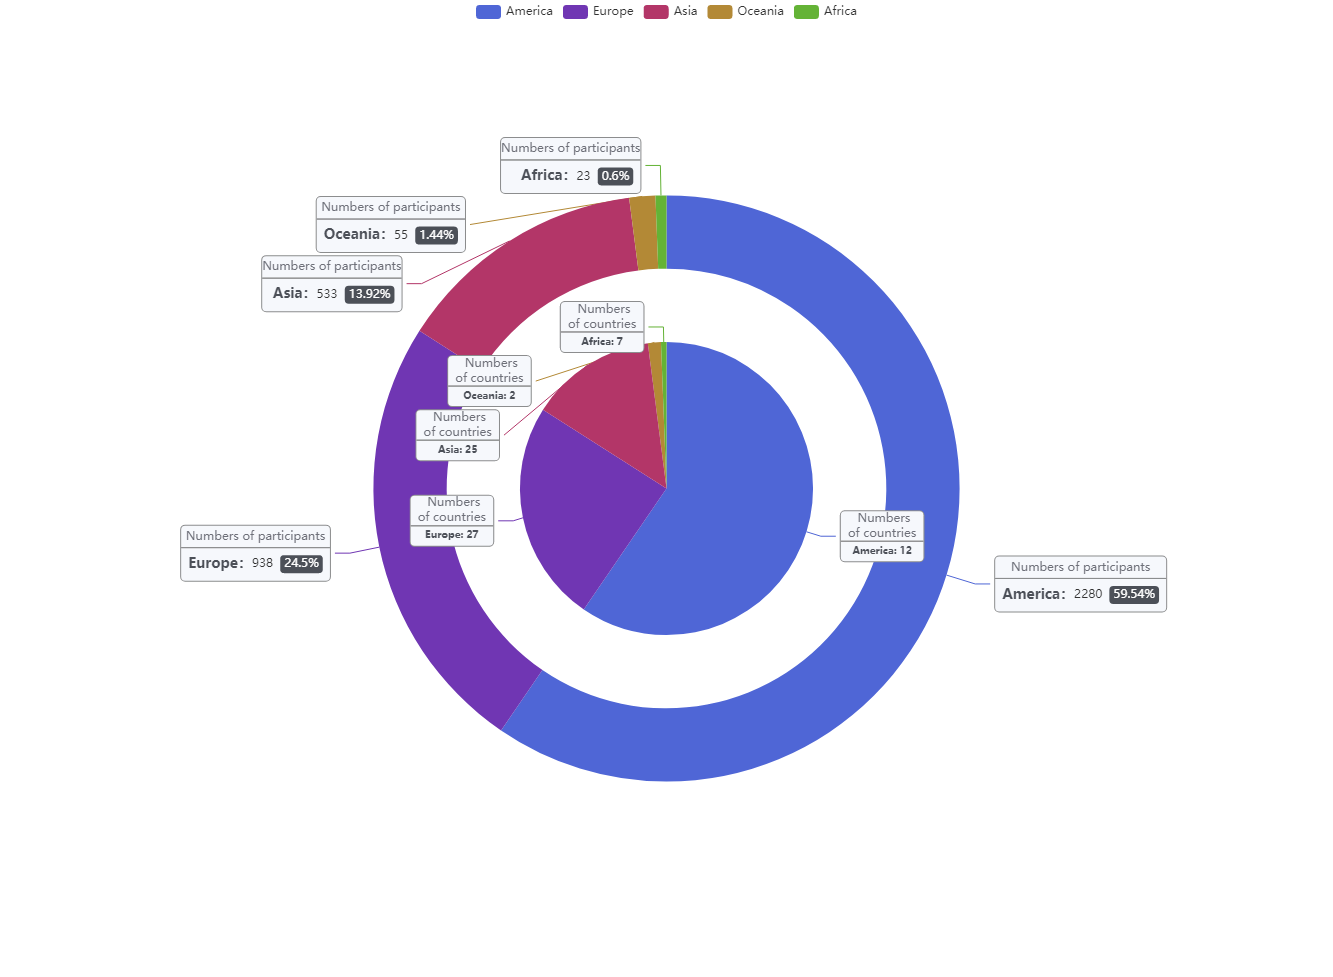 America Europe Asia Oceania Africa
Numbers of participants
Africa: 23 0.6%
Numbers of participants
Oceania: 55 1.44%
Numbers of participants
Asia: 533 13.92%
Numbers
of countries
Africa: 7
Numbers
of countries
Oceania: 2
Numbers
of countries
Asia: 25
Numbers
of countries
Europe: 27
Numbers
of countries
America: 12
Numbers of participants
Europe: 938 24.5%
Numbers of participants
America: 2280 59.54%